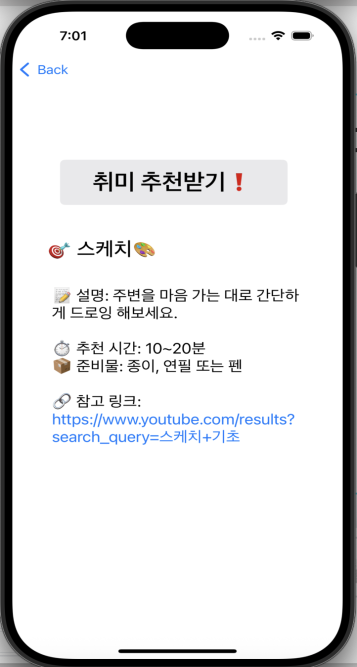 7:01
Back
취미 추천받기❗
🎯 스케치🎨
📝 설명: 주변을 마음 가는 대로 간단하
게 드로잉 해보세요.
⏱ 추천 시간: 10~20분
📦 준비물: 종이, 연필 또는 펜
🔗 참고 링크:
https://www.youtube.com/results?
search_query=스케치+기초